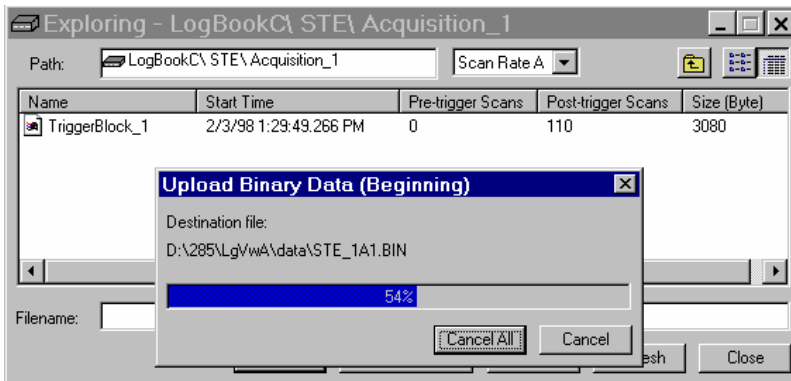 Exploring - LogBookC\ STE\ Acquisition_1
Path: LogBookC\ STE\ Acquisition_1 Scan Rate A
Name Start Time Pre-trigger Scans Post-trigger Scans Size (Byte)
TriggerBlock_1 2/3/98 1:29:49.266 PM 0 110 3080
Upload Binary Data (Beginning)
Destination file:
D:\285\LgVwA\data\STE_1A1.BIN
54%
Filename:
Cancel All Cancel
esh Close